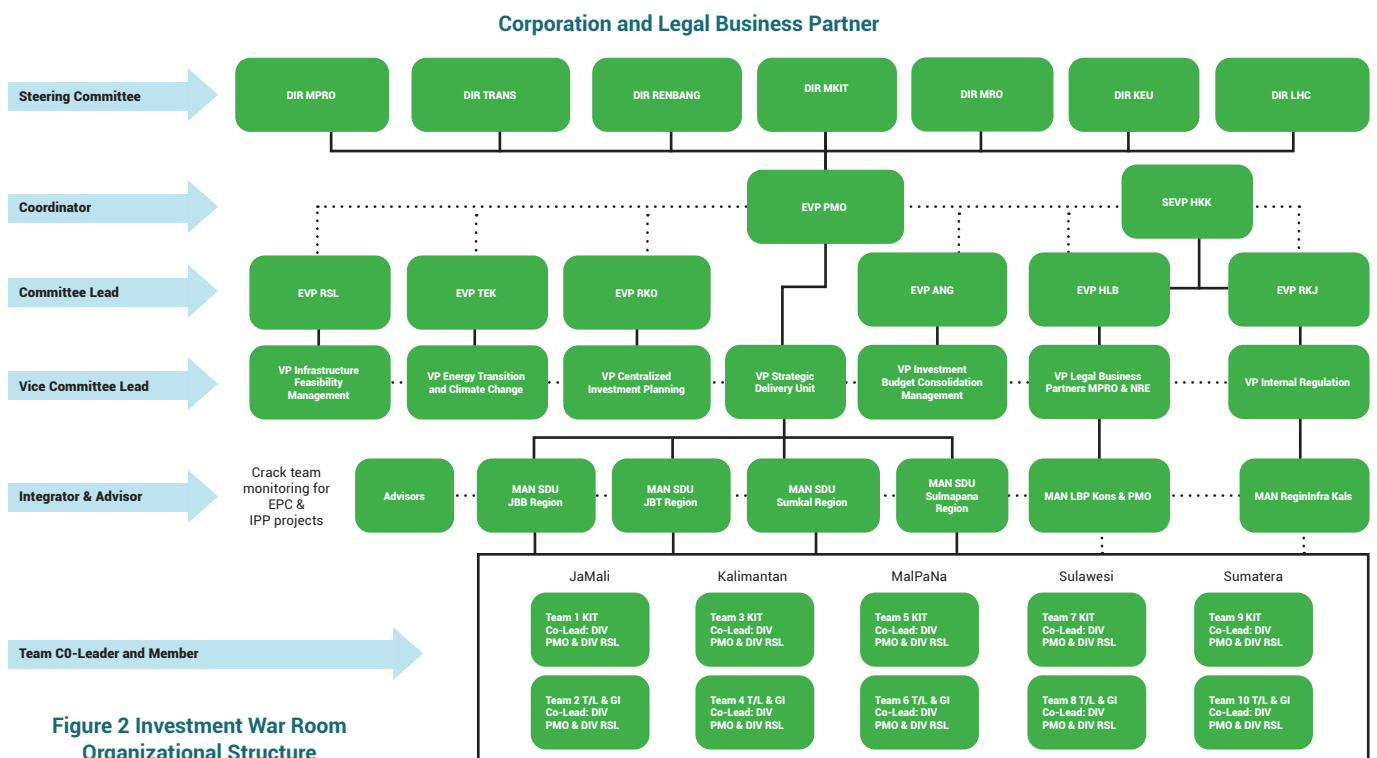 Corporation and Legal Business Partner
Steering Committee
DIR MPRO
DIR TRANS
DIR RENBANG
DIR MKIT
DIR MRO
DIR KEU
DIR LHC
Coordinator
EVP PMO
SEVP HKK
Committee Lead
EVP RSL
EVP TEK
EVP RKO
EVP ANG
EVP HLB
EVP RKJ
Vice Committee Lead
VP Infrastructure
Feasibility
Management
VP Energy Transition
and Climate Change
VP Centralized
Investment Planning
VP Strategic
Delivery Unit
VP Investment
Budget Consolidation
Management
VP Legal Business
Partners MPRO & NRE
VP Internal Regulation
Integrator & Advisor
Crack team
monitoring for
EPC &
IPP projects
Advisors
MAN SDU
JBB Region
MAN SDU
JBT Region
MAN SDU
Sumkal Region
MAN SDU
Sulmapana
Region
MAN LBP Kons & PMO
MAN ReginInfra Kals
Team C0-Leader and Member
JaMali
Kalimantan
MalPaNa
Sulawesi
Sumatera
Team 1 KIT
Co-Lead: DIV
PMO & DIV RSL
Team 3 KIT
Co-Lead: DIV
PMO & DIV RSL
Team 5 KIT
Co-Lead: DIV
PMO & DIV RSL
Team 7 KIT
Co-Lead: DIV
PMO & DIV RSL
Team 9 KIT
Co-Lead: DIV
PMO & DIV RSL
Team 2 T/L & GI
Co-Lead: DIV
PMO & DIV RSL
Team 4 T/L & GI
Co-Lead: DIV
PMO & DIV RSL
Team 6 T/L & GI
Co-Lead: DIV
PMO & DIV RSL
Team 8 T/L & GI
Co-Lead: DIV
PMO & DIV RSL
Team 10 T/L & GI
Co-Lead: DIV
PMO & DIV RSL
Figure 2 Investment War Room
Organizational Structure